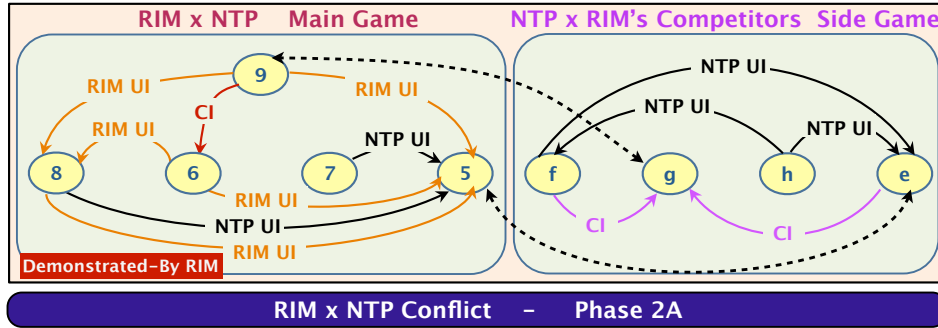 RIM x NTP Main Game
NTP x RIM's Competitors Side Game
9
RIM UI
RIM UI
CI
RIM UI
NTP UI
8
6
7
5
RIM UI
NTP UI
RIM UI
Demonstrated-By RIM
NTP UI
NTP UI
NTP UI
f
g
h
e
CI
CI
RIM x NTP Conflict – Phase 2A